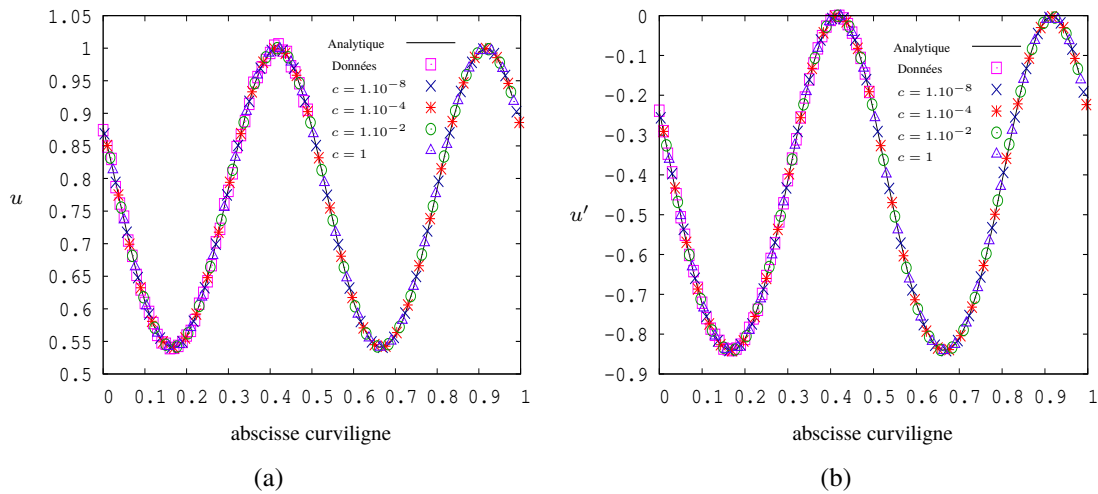 1.05
1
0.95
0.9
0.85
0.8
0.75
0.7
0.65
0.6
0.55
0.5
u
Analytique
Données
c = 1.10^{-8}
c = 1.10^{-4}
c = 1.10^{-2}
c = 1
0 0.1 0.2 0.3 0.4 0.5 0.6 0.7 0.8 0.9 1
abscisse curviligne
(a)
0
-0.1
-0.2
-0.3
-0.4
-0.5
-0.6
-0.7
-0.8
-0.9
u′
Analytique
Données
c = 1.10^{-8}
c = 1.10^{-4}
c = 1.10^{-2}
c = 1
0 0.1 0.2 0.3 0.4 0.5 0.6 0.7 0.8 0.9 1
abscisse curviligne
(b)